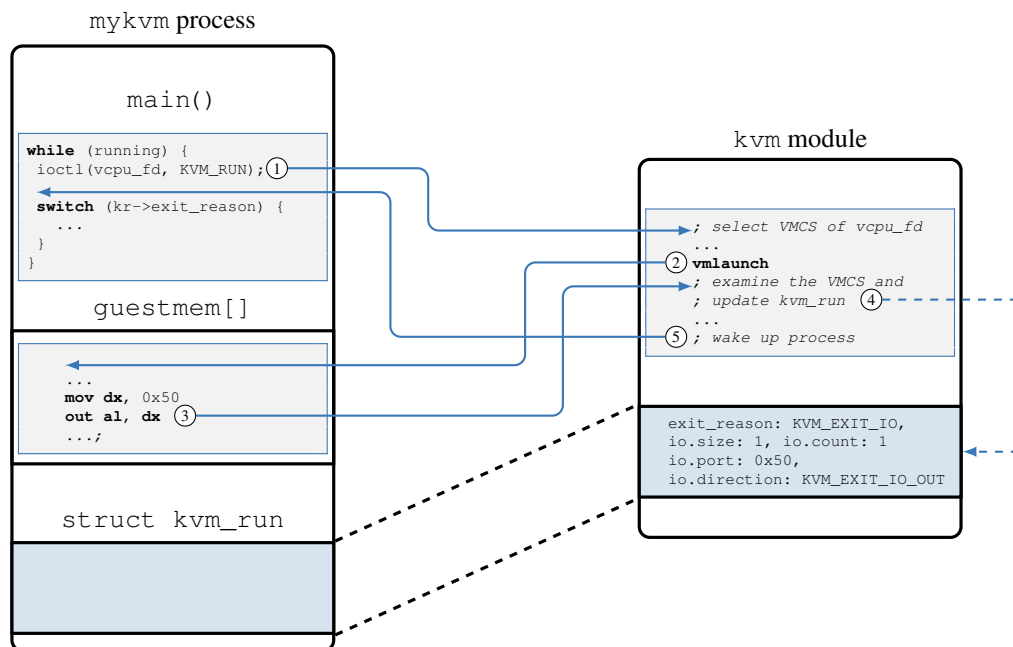 mykvm process
main()
while (running) {
ioctl(vcpu_fd, KVM_RUN); 1
switch (kr->exit_reason) {
...
}
}
guestmem[]
...
mov dx, 0x50
out al, dx 3
...;
struct kvm_run
kvm module
; select VMCS of vcpu_fd
...
2 vmlaunch
; examine the VMCS and
; update kvm_run 4
...
5 ; wake up process
exit_reason: KVM_EXIT_IO,
io.size: 1, io.count: 1
io.port: 0x50,
io.direction: KVM_EXIT_IO_OUT